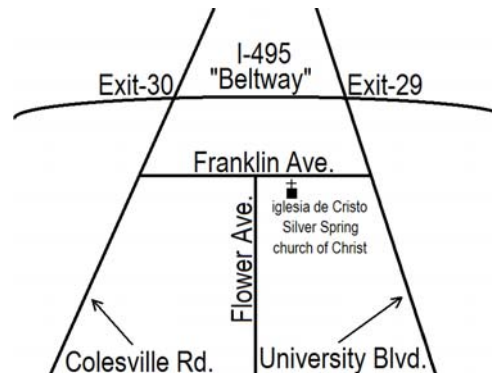 I-495
"Beltway"
Exit-30
Exit-29
Franklin Ave.
iglesia de Cristo
Silver Spring
church of Christ
Flower Ave.
Colesville Rd.
University Blvd.